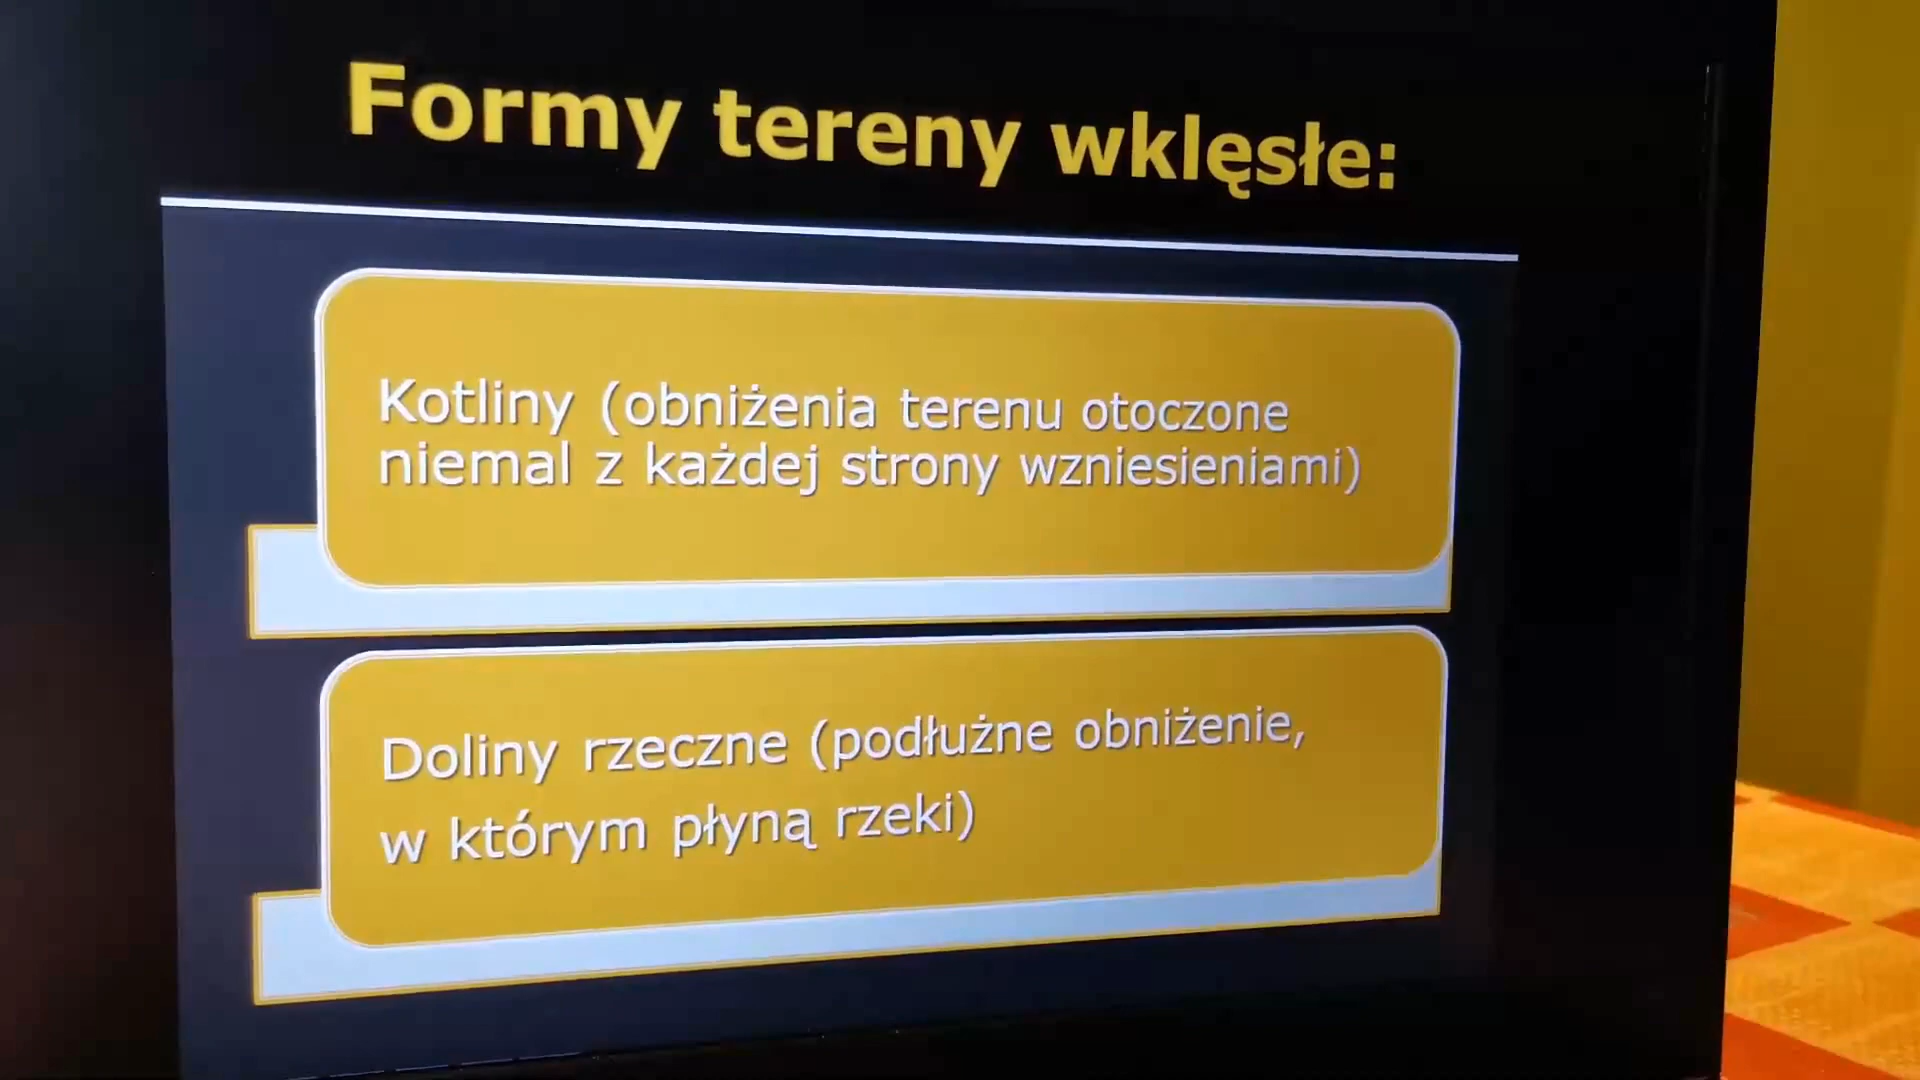 Formy tereny wklęsłe:
Kotliny (obniżenia terenu otoczone
niemal z każdej strony wzniesieniami)
Doliny rzeczne (podłużne obniżenie,
w którym płyną rzeki)